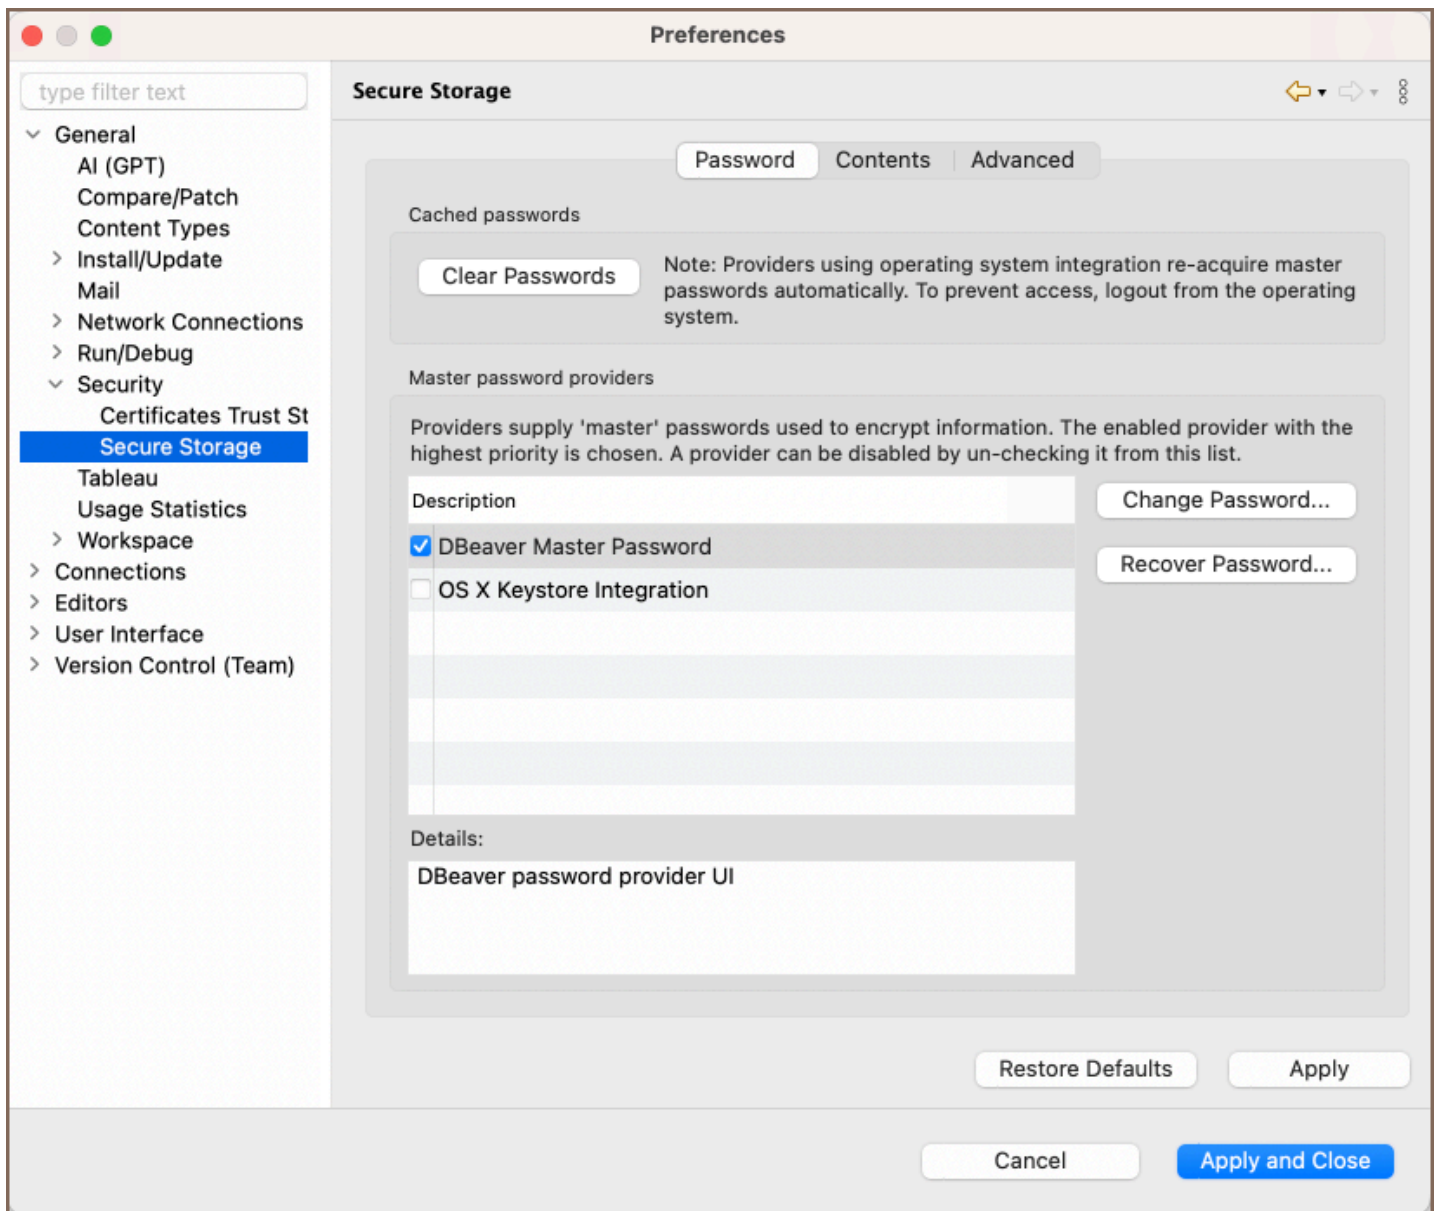 Preferences
type filter text
General
AI (GPT)
Compare/Patch
Content Types
Install/Update
Mail
Network Connections
Run/Debug
Security
Certificates Trust St
Secure Storage
Tableau
Usage Statistics
Workspace
Connections
Editors
User Interface
Version Control (Team)
Secure Storage
Password
Contents
Advanced
Cached passwords
Clear Passwords
Note: Providers using operating system integration re-acquire master
passwords automatically. To prevent access, logout from the operating
system.
Master password providers
Providers supply 'master' passwords used to encrypt information. The enabled provider with the
highest priority is chosen. A provider can be disabled by un-checking it from this list.
Description
DBeaver Master Password
OS X Keystore Integration
Change Password...
Recover Password...
Details:
DBeaver password provider UI
Restore Defaults
Apply
Cancel
Apply and Close